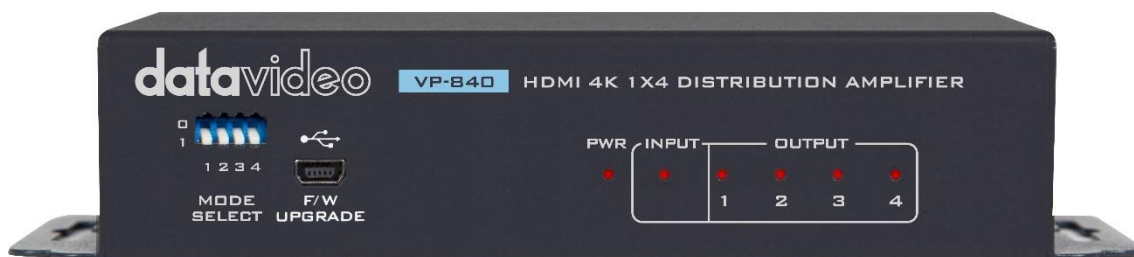 datavideo VP-840 HDMI 4K 1X4 DISTRIBUTION AMPLIFIER
0
1
1 2 3 4
MODE SELECT
F/W UPGRADE
PWR INPUT OUTPUT
1 2 3 4